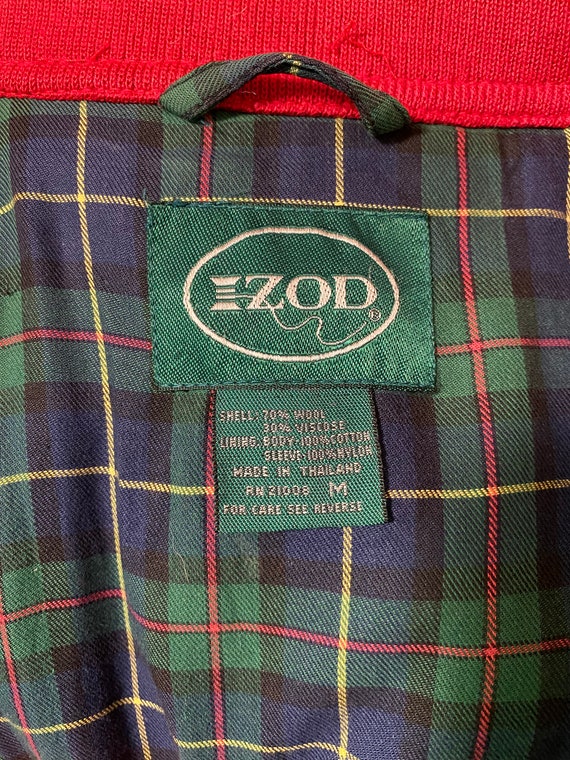 IZOD®
SHELL-70% WOOL
30% VISCOSE
LINING, BODY-100%COTTON
SLEEVE-100%NYLON
MADE IN THAILAND
RN 21008 M
FOR CARE SEE REVERSE